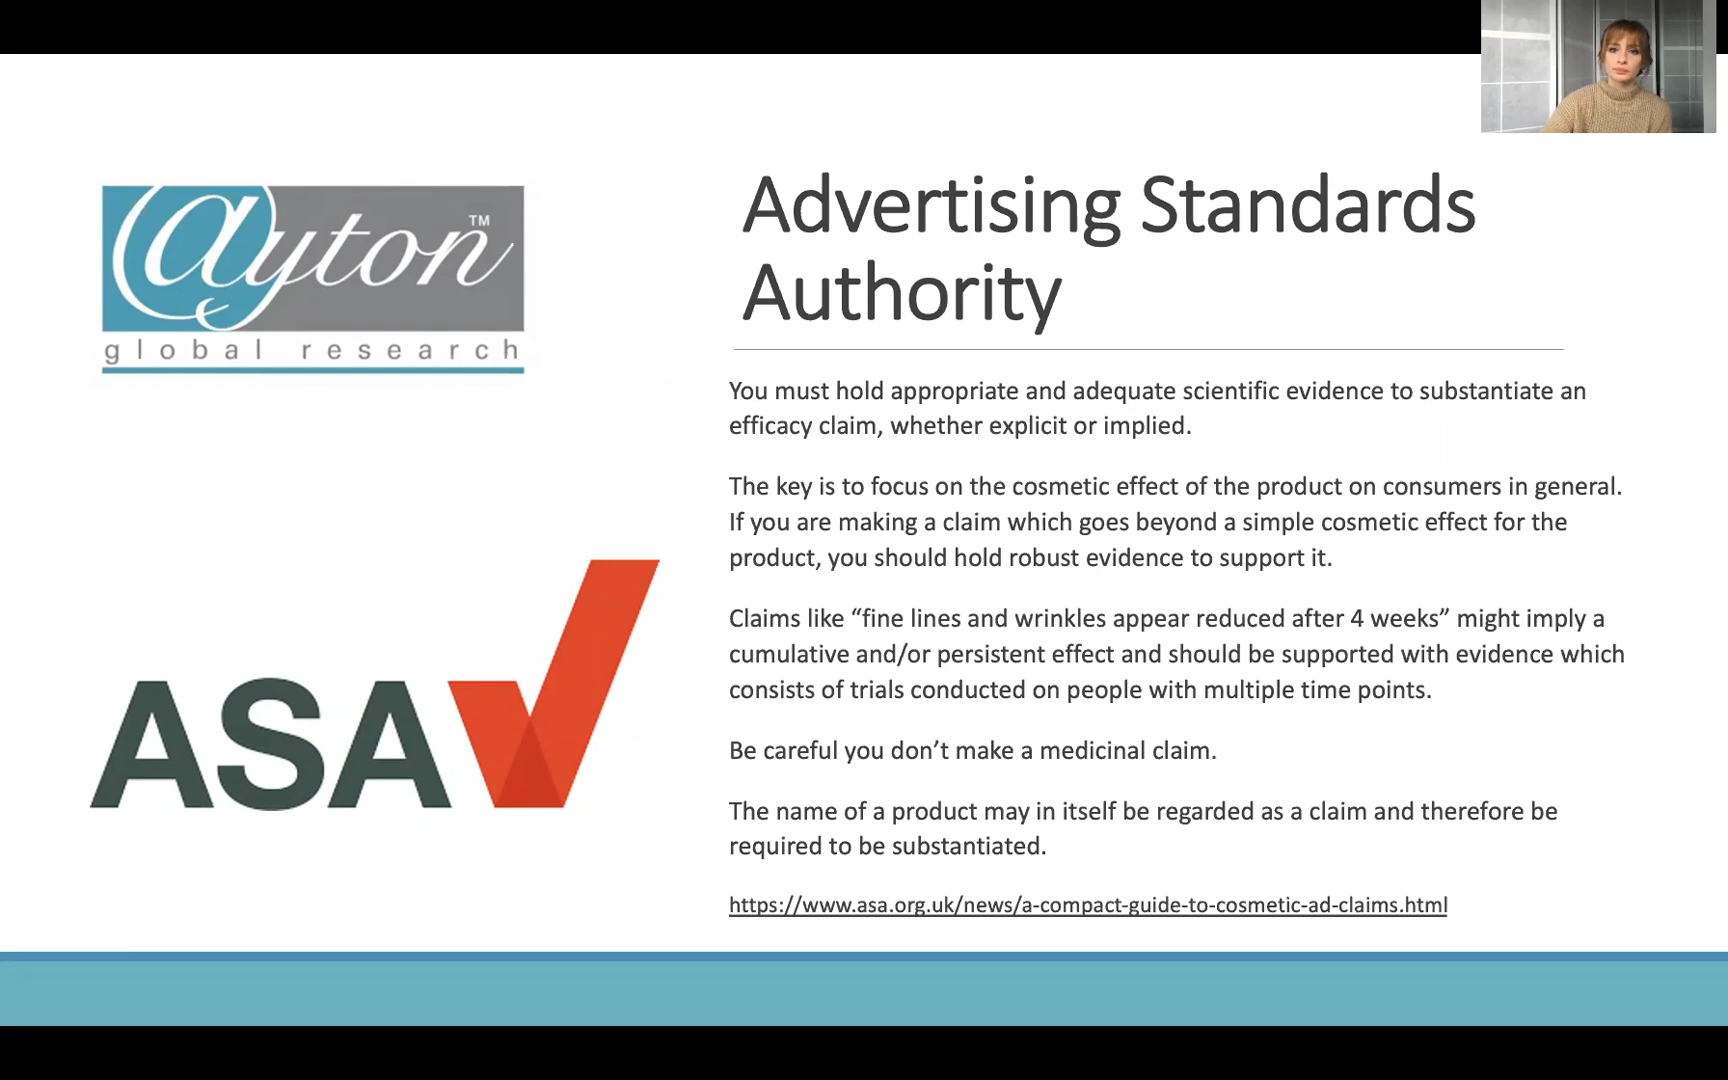 @yton™
global research
ASA
Advertising Standards
Authority
You must hold appropriate and adequate scientific evidence to substantiate an
efficacy claim, whether explicit or implied.
The key is to focus on the cosmetic effect of the product on consumers in general.
If you are making a claim which goes beyond a simple cosmetic effect for the
product, you should hold robust evidence to support it.
Claims like “fine lines and wrinkles appear reduced after 4 weeks” might imply a
cumulative and/or persistent effect and should be supported with evidence which
consists of trials conducted on people with multiple time points.
Be careful you don’t make a medicinal claim.
The name of a product may in itself be regarded as a claim and therefore be
required to be substantiated.
https://www.asa.org.uk/news/a-compact-guide-to-cosmetic-ad-claims.html